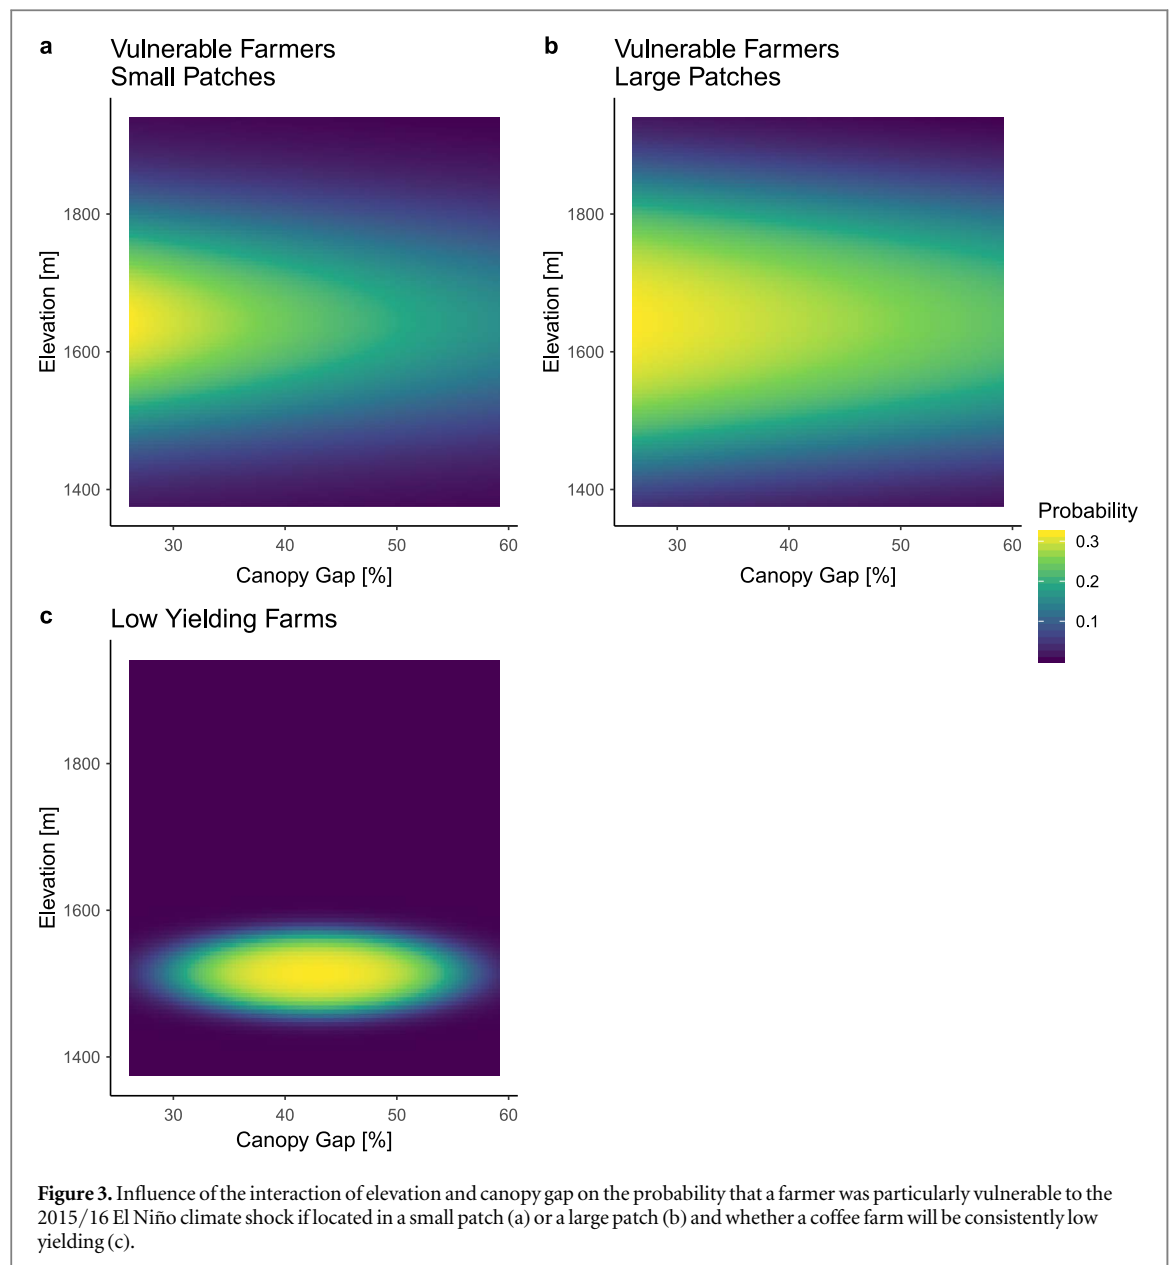 a
Vulnerable Farmers
Small Patches
Elevation [m]
1800
1600
1400
30 40 50 60
Canopy Gap [%]
b
Vulnerable Farmers
Large Patches
Elevation [m]
1800
1600
1400
30 40 50 60
Canopy Gap [%]
Probability
0.3
0.2
0.1
c
Low Yielding Farms
Elevation [m]
1800
1600
1400
30 40 50 60
Canopy Gap [%]
Figure 3. Influence of the interaction of elevation and canopy gap on the probability that a farmer was particularly vulnerable to the
2015/16 El Niño climate shock if located in a small patch (a) or a large patch (b) and whether a coffee farm will be consistently low
yielding (c).